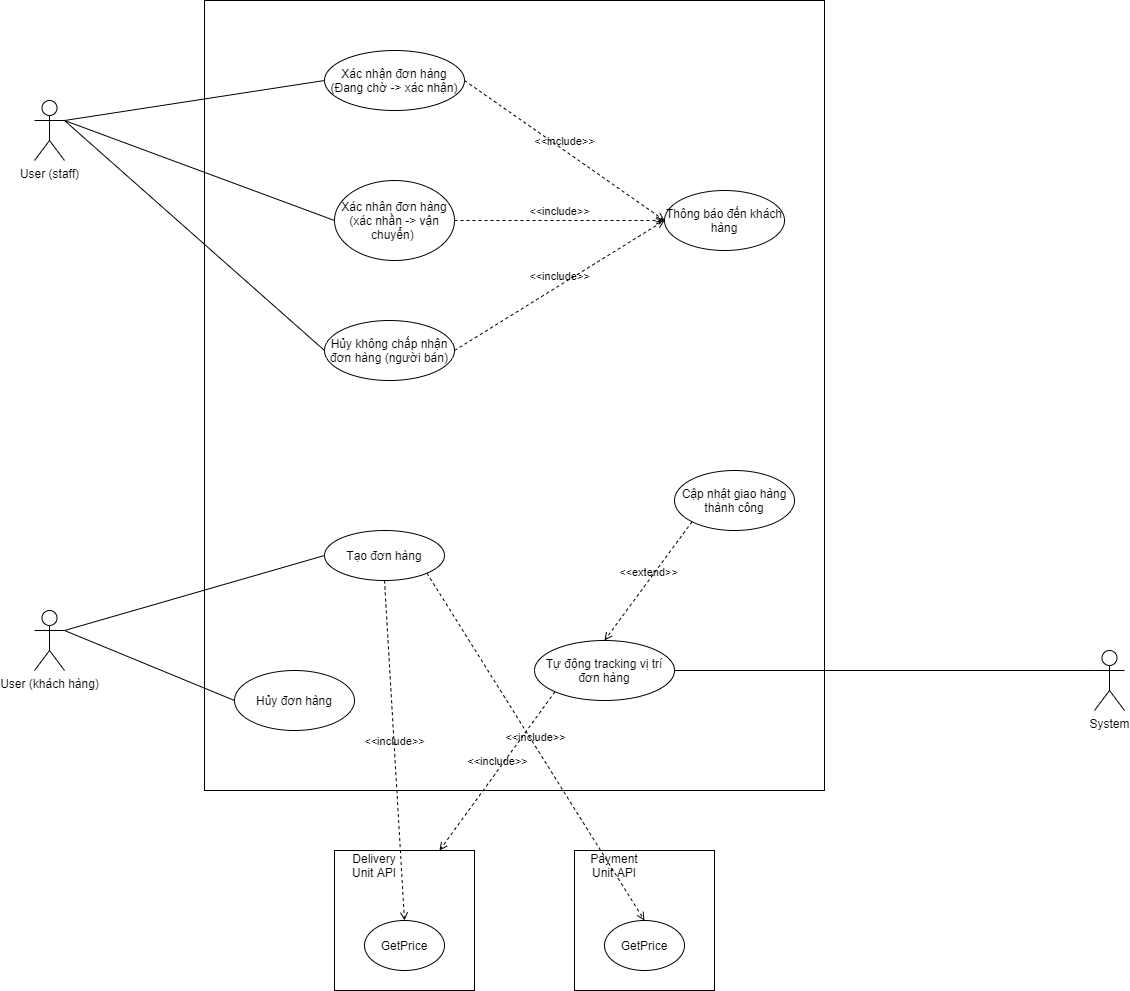 Xác nhận đơn hàng
(Đang chờ -> xác nhận)
<<include>>
User (staff)
Xác nhận đơn hàng
(xác nhằn -> vận
chuyển)
<<include>>
Thông báo đến khách
hàng
<<include>>
Hủy không chấp nhận
đơn hàng (người bán)
Cập nhật giao hàng
thành công
Tạo đơn hàng
<<extend>>
User (khách hàng)
Tự động tracking vị trí
đơn hàng
Hủy đơn hàng
System
<<include>>
<<include>>
<<include>>
Delivery
Unit API
Payment
Unit API
GetPrice
GetPrice